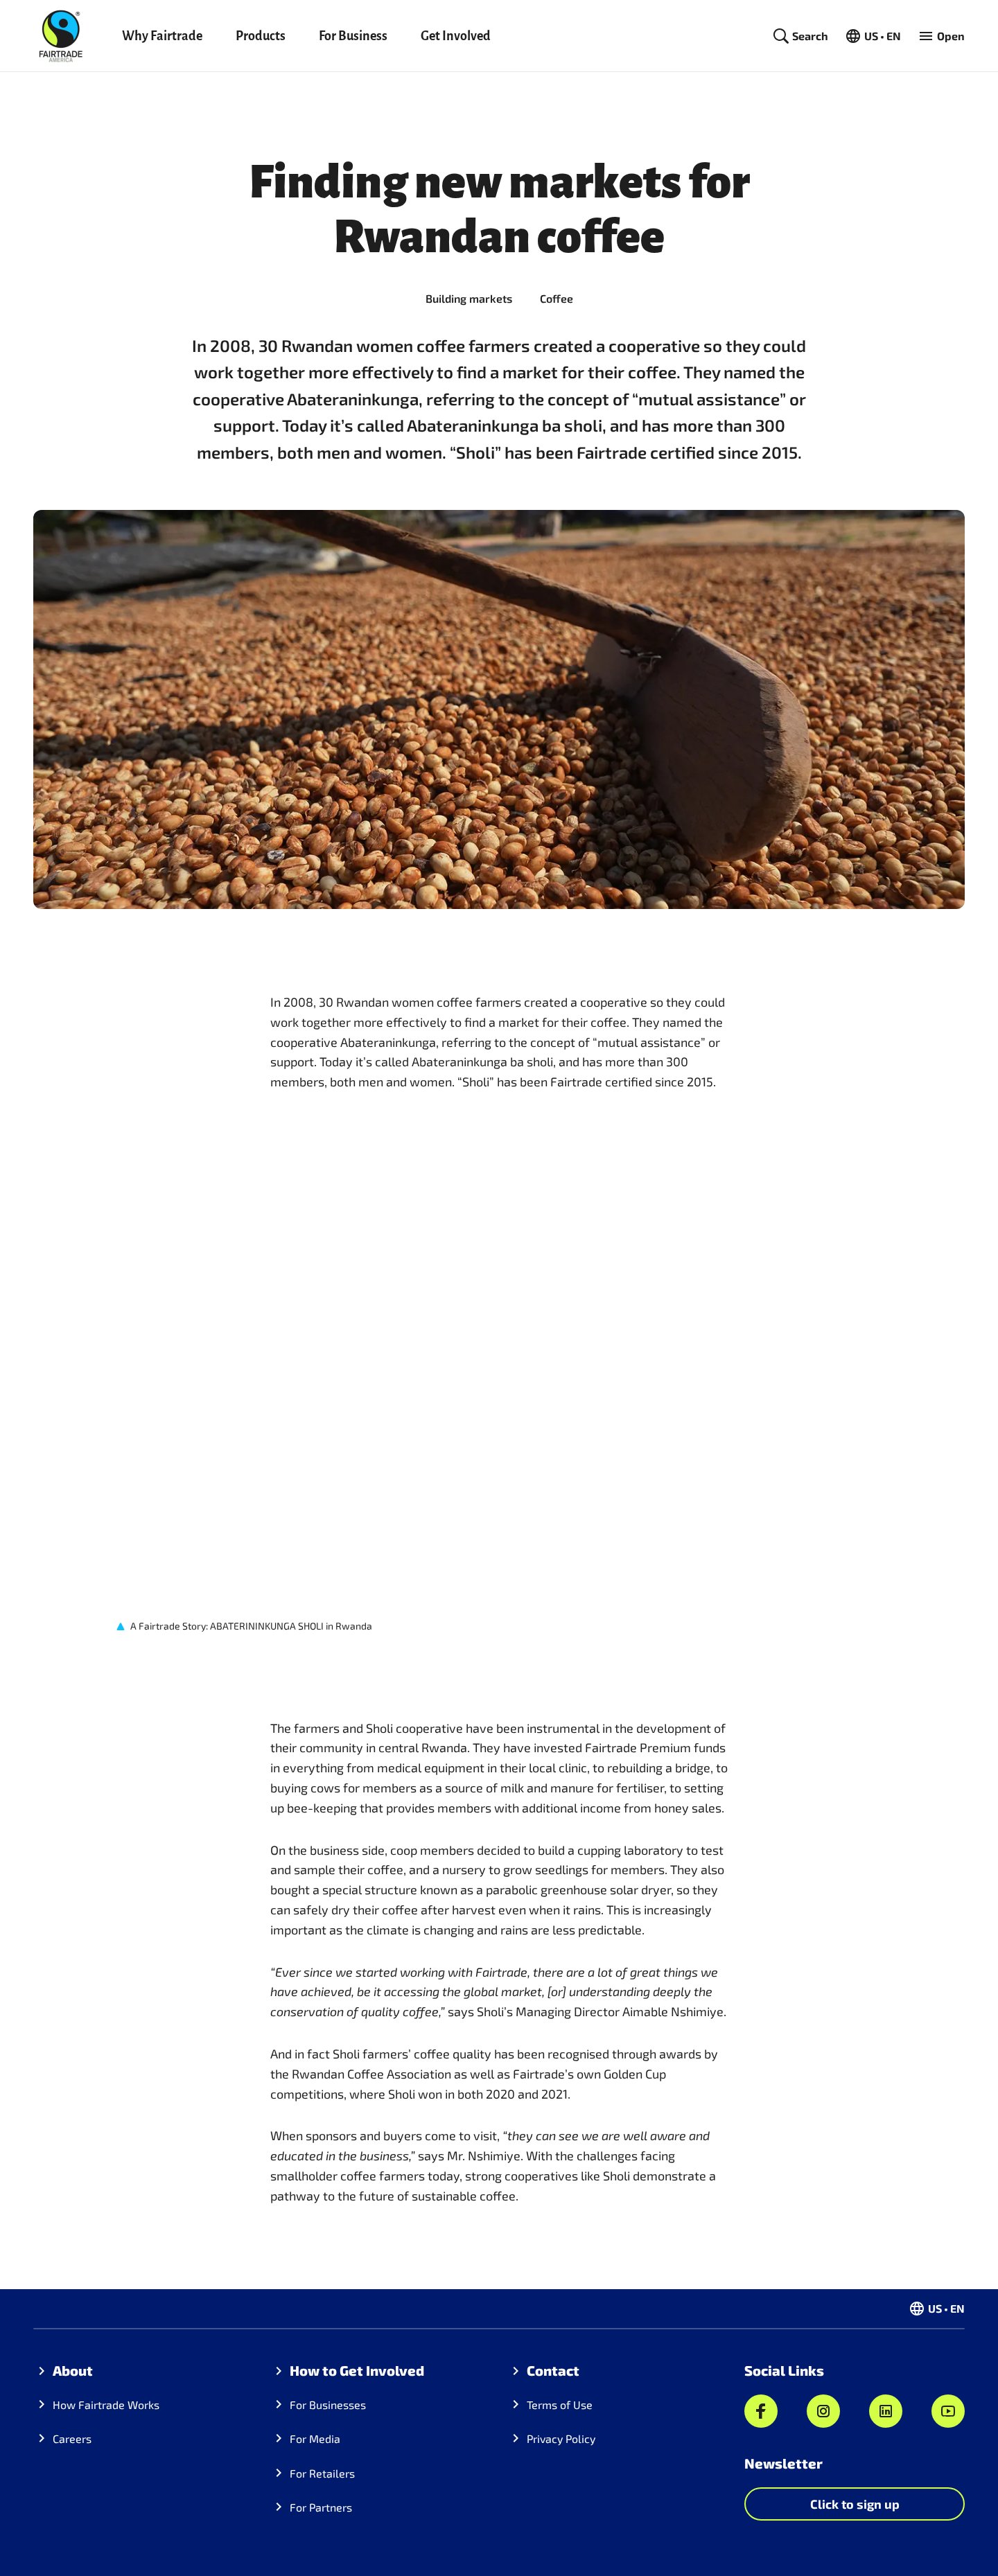 FAIRTRADE
AMERICA
Why Fairtrade
Products
For Business
Get Involved
Search
US • EN
Open
Finding new markets for
Rwandan coffee
Building markets
Coffee
In 2008, 30 Rwandan women coffee farmers created a cooperative so they could
work together more effectively to find a market for their coffee. They named the
cooperative Abateraninkunga, referring to the concept of “mutual assistance” or
support. Today it’s called Abateraninkunga ba sholi, and has more than 300
members, both men and women. “Sholi” has been Fairtrade certified since 2015.
In 2008, 30 Rwandan women coffee farmers created a cooperative so they could
work together more effectively to find a market for their coffee. They named the
cooperative Abateraninkunga, referring to the concept of “mutual assistance” or
support. Today it’s called Abateraninkunga ba sholi, and has more than 300
members, both men and women. “Sholi” has been Fairtrade certified since 2015.
A Fairtrade Story: ABATERININKUNGA SHOLI in Rwanda
The farmers and Sholi cooperative have been instrumental in the development of
their community in central Rwanda. They have invested Fairtrade Premium funds
in everything from medical equipment in their local clinic, to rebuilding a bridge, to
buying cows for members as a source of milk and manure for fertiliser, to setting
up bee-keeping that provides members with additional income from honey sales.
On the business side, coop members decided to build a cupping laboratory to test
and sample their coffee, and a nursery to grow seedlings for members. They also
bought a special structure known as a parabolic greenhouse solar dryer, so they
can safely dry their coffee after harvest even when it rains. This is increasingly
important as the climate is changing and rains are less predictable.
“Ever since we started working with Fairtrade, there are a lot of great things we
have achieved, be it accessing the global market, [or] understanding deeply the
conservation of quality coffee,” says Sholi’s Managing Director Aimable Nshimiye.
And in fact Sholi farmers’ coffee quality has been recognised through awards by
the Rwandan Coffee Association as well as Fairtrade’s own Golden Cup
competitions, where Sholi won in both 2020 and 2021.
When sponsors and buyers come to visit, “they can see we are well aware and
educated in the business,” says Mr. Nshimiye. With the challenges facing
smallholder coffee farmers today, strong cooperatives like Sholi demonstrate a
pathway to the future of sustainable coffee.
US • EN
About
How Fairtrade Works
Careers
How to Get Involved
For Businesses
For Media
For Retailers
For Partners
Contact
Terms of Use
Privacy Policy
Social Links
Newsletter
Click to sign up